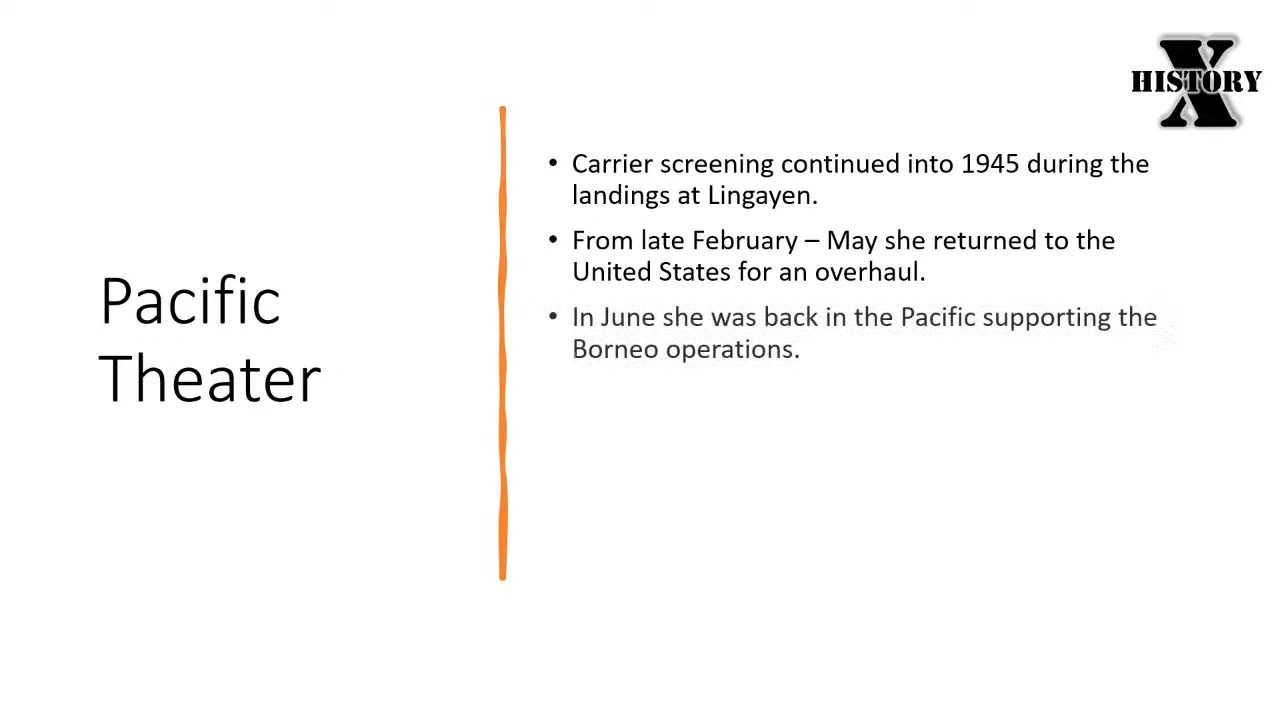 X
HISTORY
Pacific
Theater
• Carrier screening continued into 1945 during the
landings at Lingayen.
• From late February – May she returned to the
United States for an overhaul.
• In June she was back in the Pacific supporting the
Borneo operations.